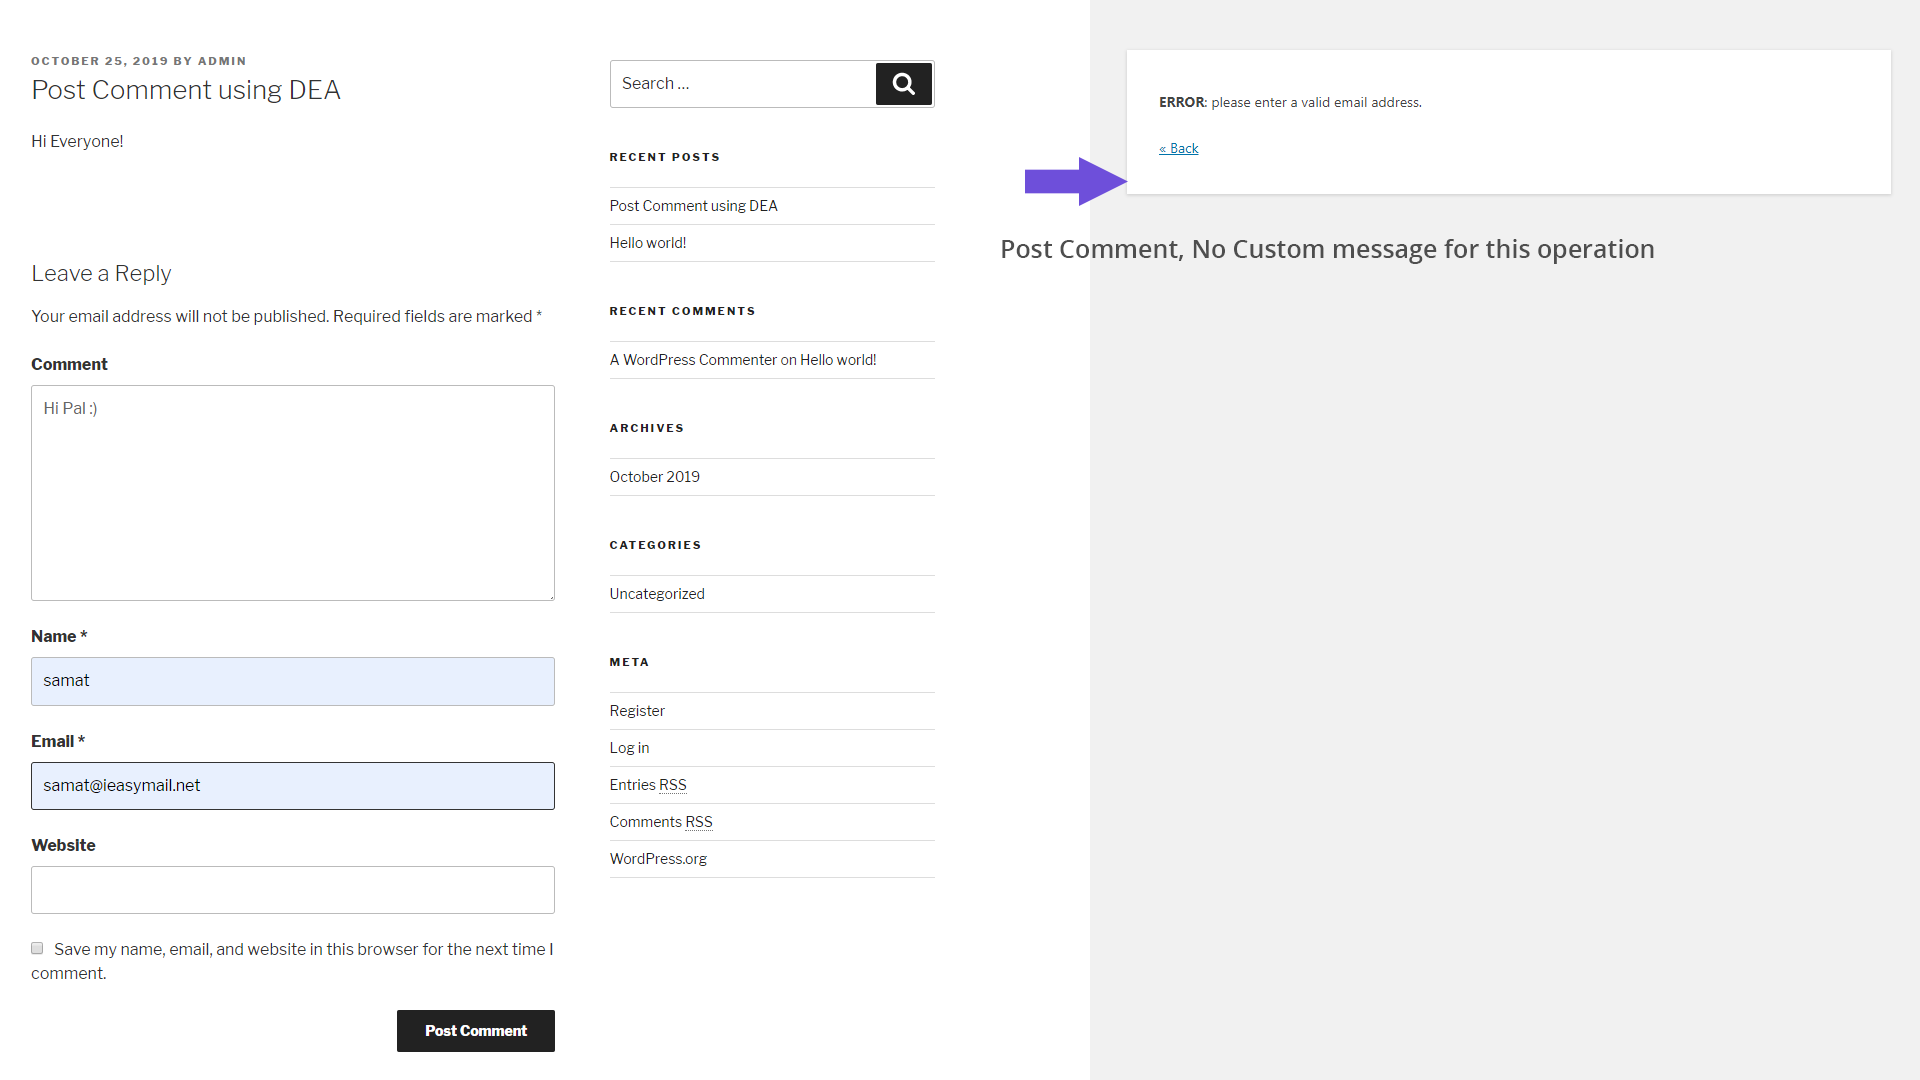 OCTOBER 25, 2019 BY ADMIN
Post Comment using DEA
Hi Everyone!
Leave a Reply
Your email address will not be published. Required fields are marked *
Comment
Hi Pal :)
Name *
samat
Email *
samat@ieasymail.net
Website
Save my name, email, and website in this browser for the next time I
comment.
Post Comment
Search …
RECENT POSTS
Post Comment using DEA
Hello world!
RECENT COMMENTS
A WordPress Commenter on Hello world!
ARCHIVES
October 2019
CATEGORIES
Uncategorized
META
Register
Log in
Entries RSS
Comments RSS
WordPress.org
ERROR: please enter a valid email address.
« Back
Post Comment, No Custom message for this operation